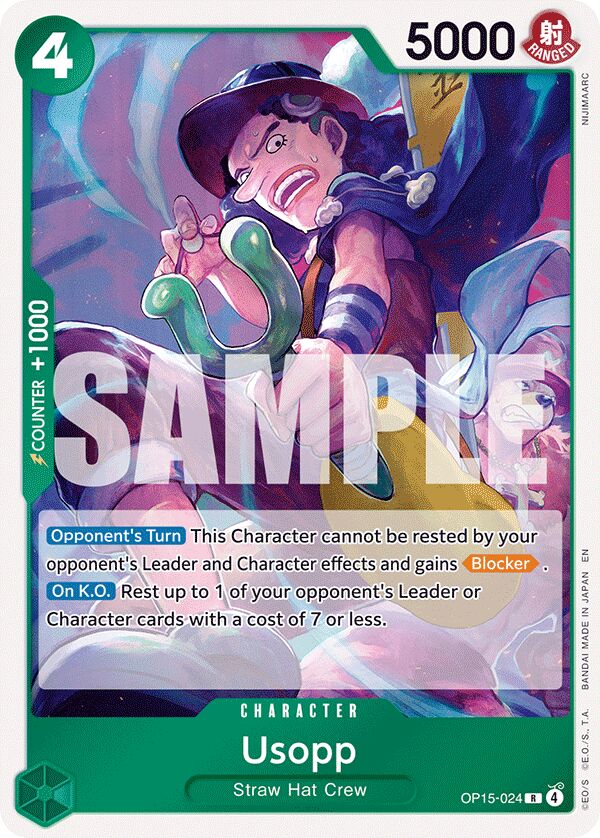 4
5000
射
RANGED
NIJIMAARC
COUNTER +1000
SAMPLE
Opponent's Turn This Character cannot be rested by your
opponent's Leader and Character effects and gains Blocker .
On K.O. Rest up to 1 of your opponent's Leader or
Character cards with a cost of 7 or less.
CHARACTER
Usopp
Straw Hat Crew
OP15-024 R 4
©E.O/S ©E.O./S., T.A. BANDAI MADE IN JAPAN EN